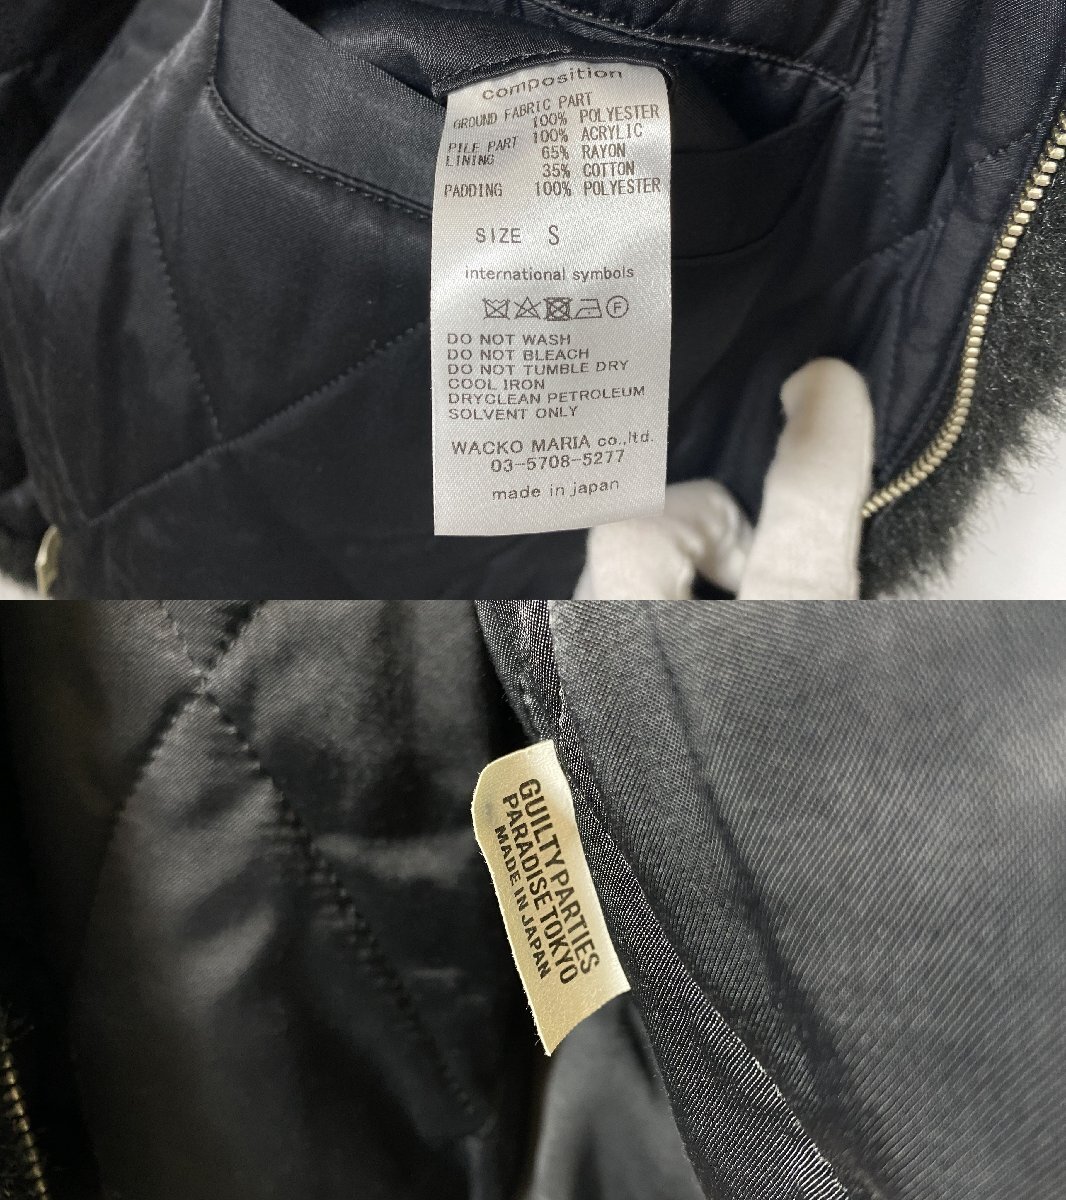 composition
GROUND FABRIC PART
100% POLYESTER
PILE PART 100% ACRYLIC
LINING 65% RAYON
35% COTTON
PADDING 100% POLYESTER
SIZE S
international symbols
F
DO NOT WASH
DO NOT BLEACH
DO NOT TUMBLE DRY
COOL IRON
DRYCLEAN PETROLEUM
SOLVENT ONLY
WACKO MARIA co.,ltd.
03-5708-5277
made in japan
GUILTY PARTIES
PARADISE TOKYO
MADE IN JAPAN